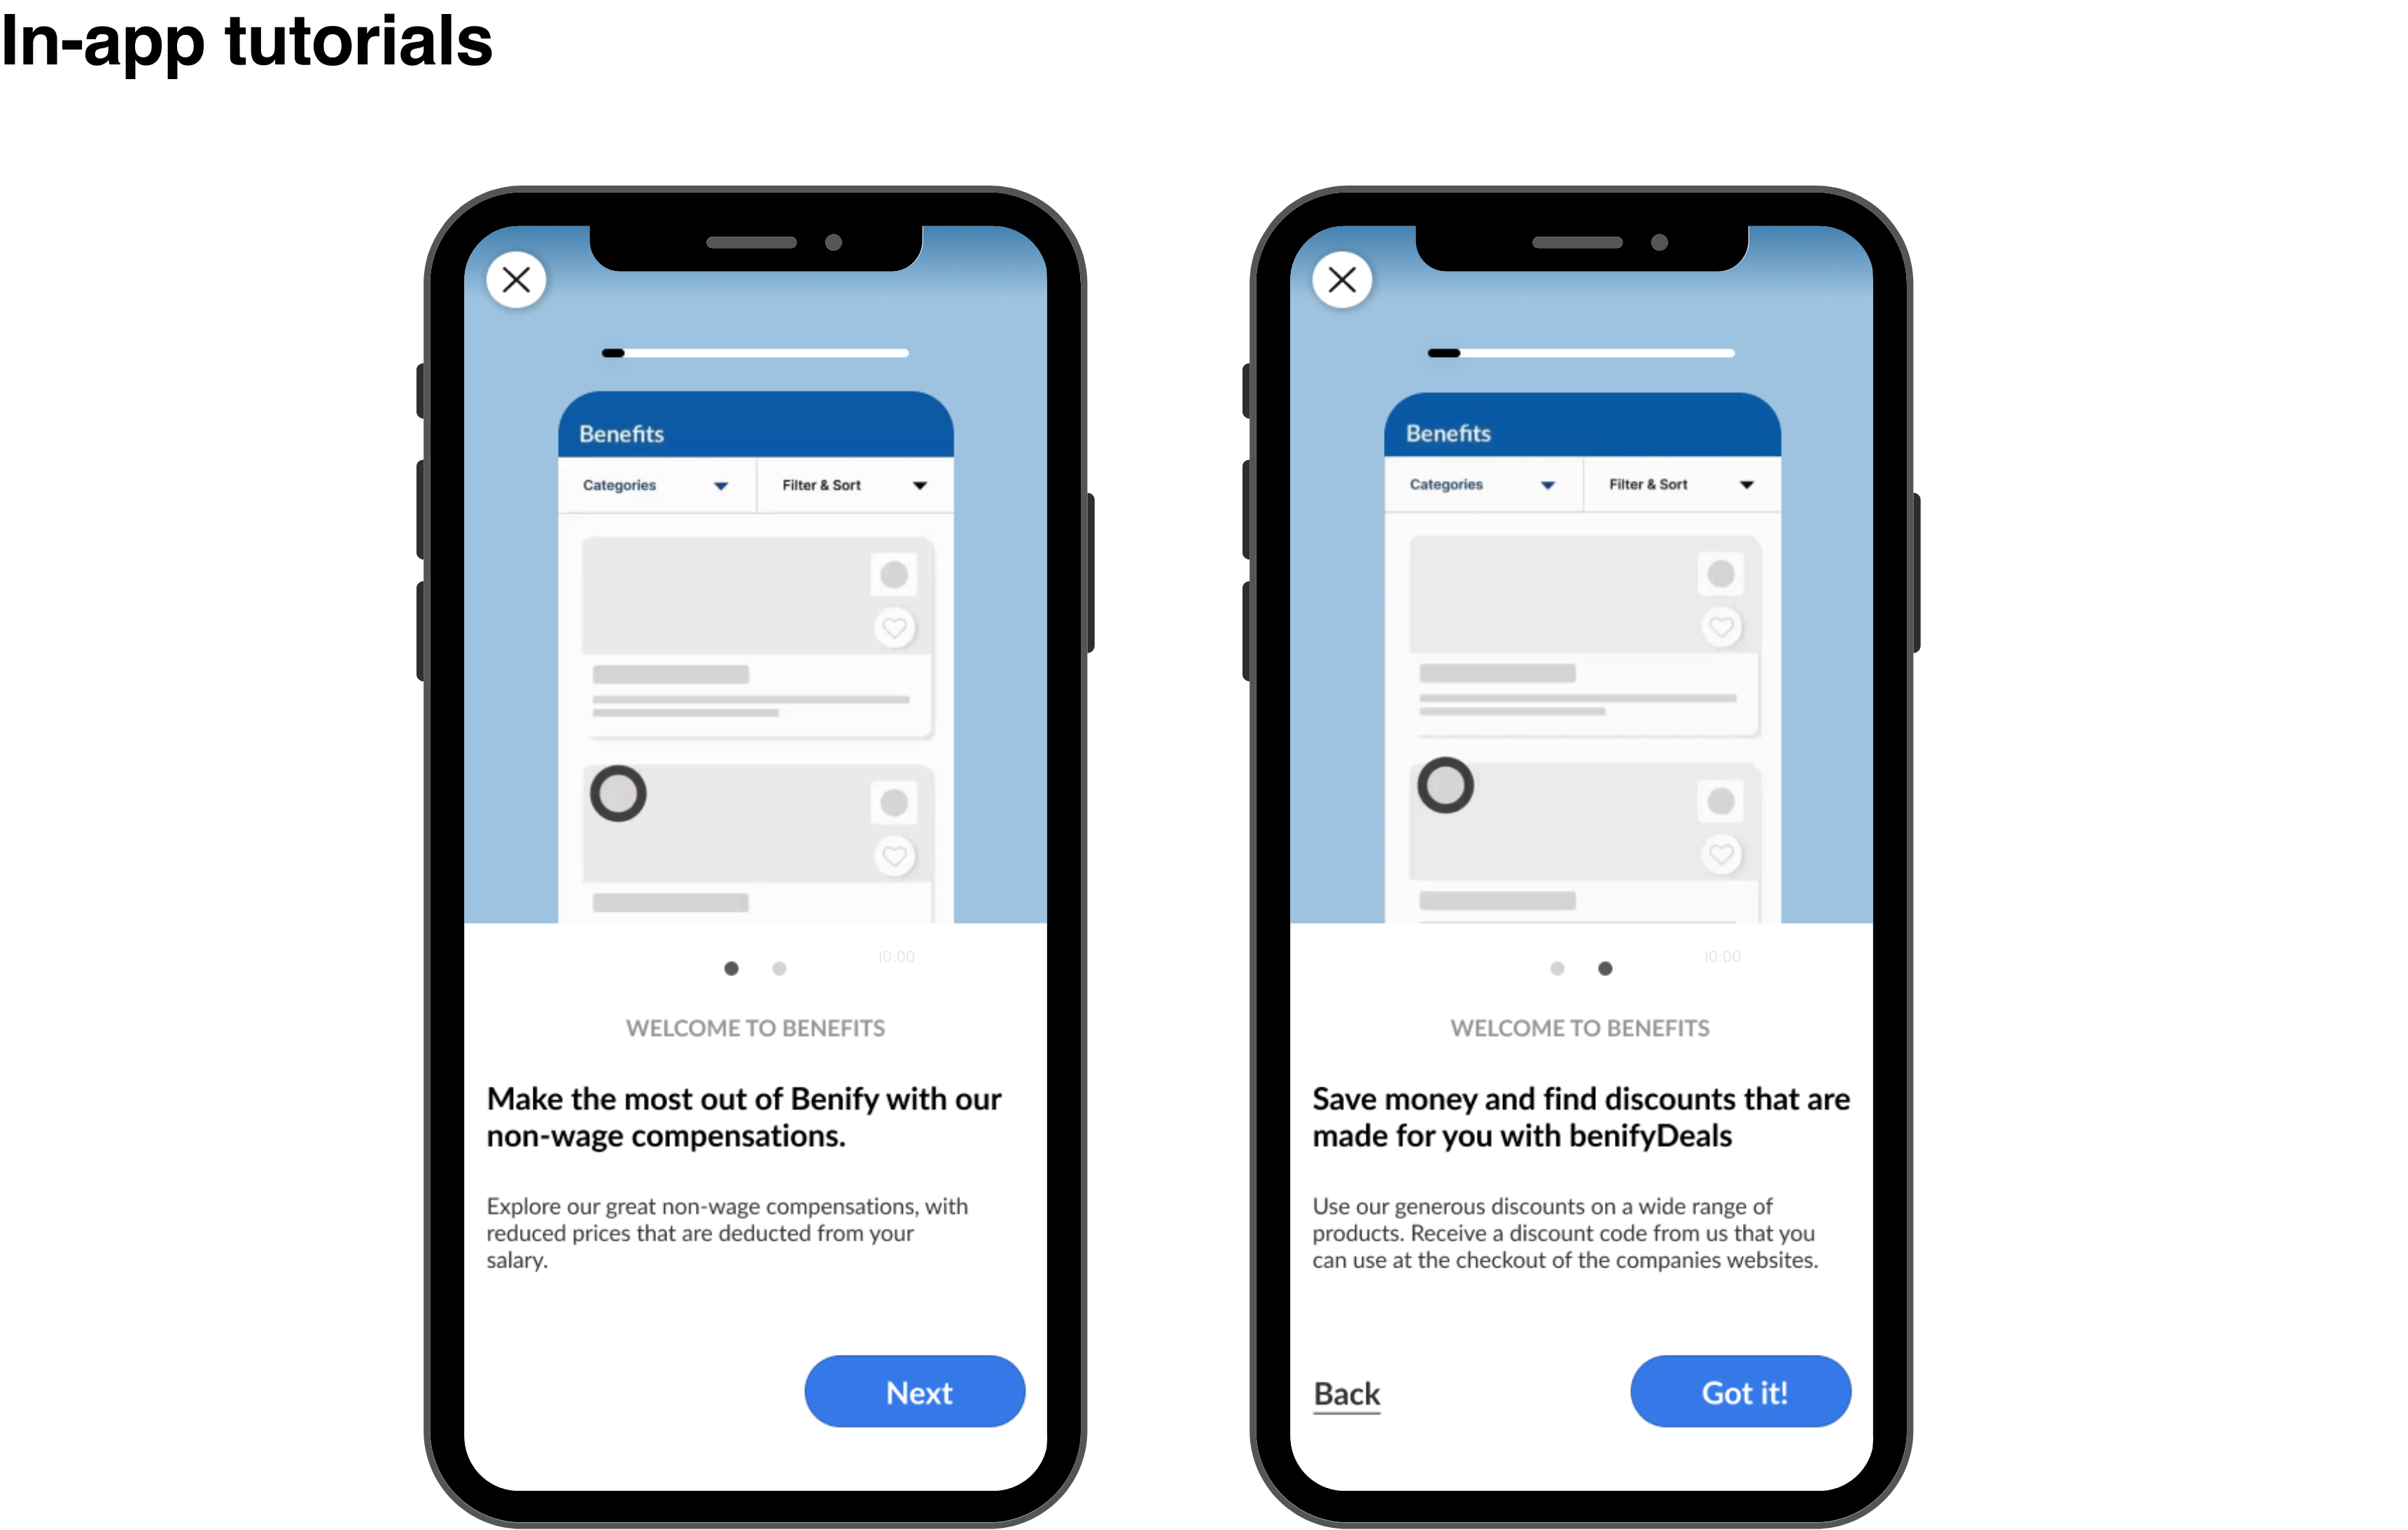 In-app tutorials
Benefits
Categories
Filter & Sort
10:00
WELCOME TO BENEFITS
Make the most out of Benify with our
non-wage compensations.
Explore our great non-wage compensations, with
reduced prices that are deducted from your
salary.
Next
Benefits
Categories
Filter & Sort
10:00
WELCOME TO BENEFITS
Save money and find discounts that are
made for you with benifyDeals
Use our generous discounts on a wide range of
products. Receive a discount code from us that you
can use at the checkout of the companies websites.
Back
Got it!